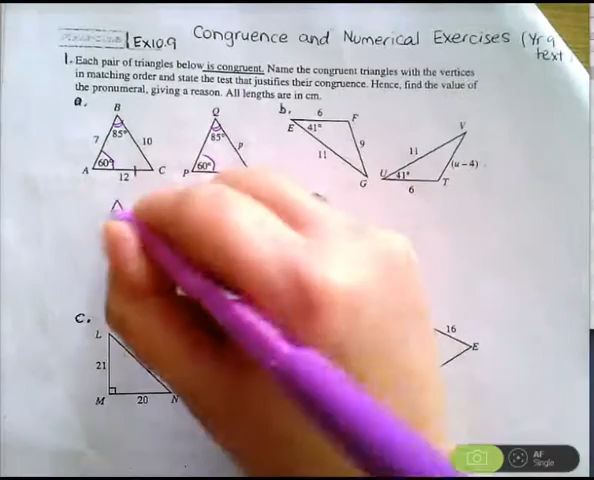 Ex10.9 Congruence and Numerical Exercises (Yr 9
text
1. Each pair of triangles below is congruent. Name the congruent triangles with the vertices
in matching order and state the test that justifies their congruence. Hence, find the value of
the pronumeral, giving a reason. All lengths are in cm.
a. B 7 85° 10 60° A 12 C
Q 85° p 60° P
b. 6 F E 41° 9 11 G
V 11 (u – 4) U 41° T 6
c. L 21 M 20 N
16 E
AF
Single